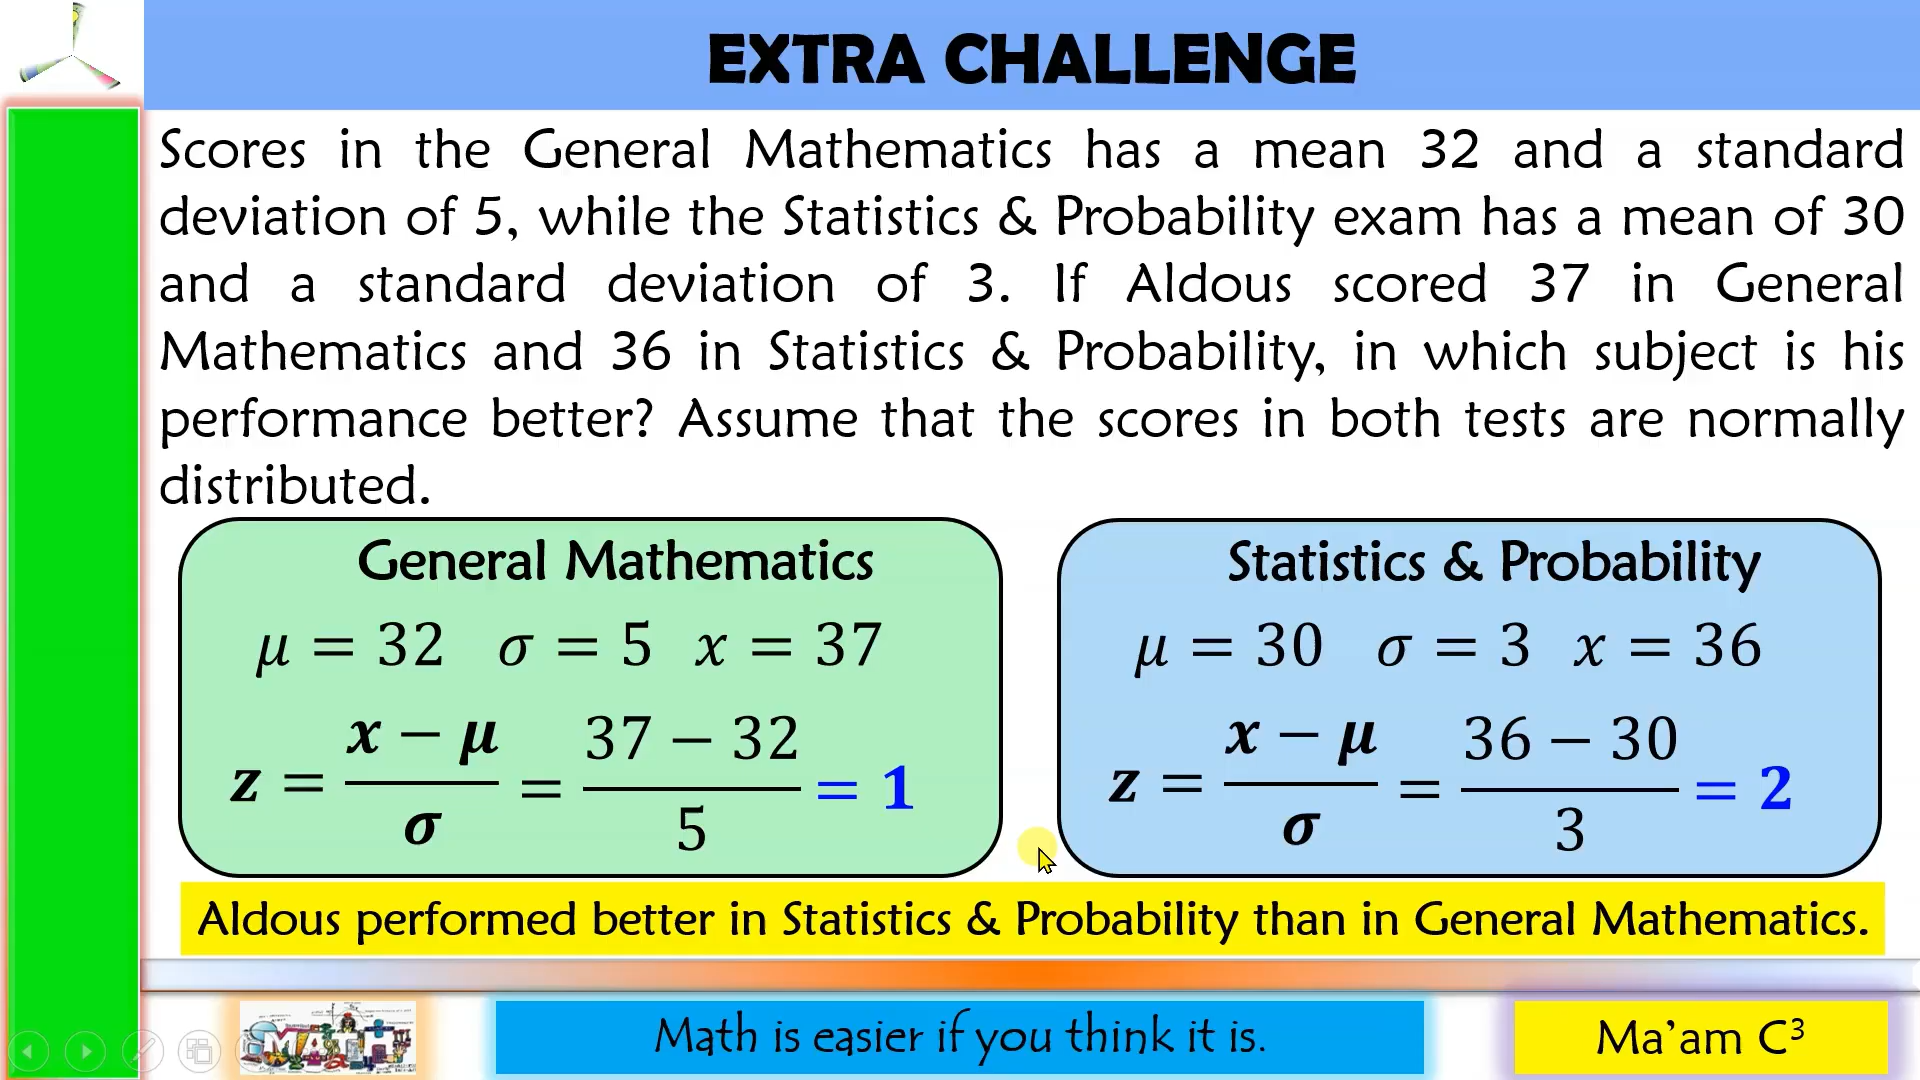 EXTRA CHALLENGE
Scores in the General Mathematics has a mean 32 and a standard
deviation of 5, while the Statistics & Probability exam has a mean of 30
and a standard deviation of 3. If Aldous scored 37 in General
Mathematics and 36 in Statistics & Probability, in which subject is his
performance better? Assume that the scores in both tests are normally
distributed.
General Mathematics
μ = 32 σ = 5 x = 37
z = (x − μ)/σ = (37 − 32)/5 = 1
Statistics & Probability
μ = 30 σ = 3 x = 36
z = (x − μ)/σ = (36 − 30)/3 = 2
Aldous performed better in Statistics & Probability than in General Mathematics.
MATH
Math is easier if you think it is.
Ma'am C³